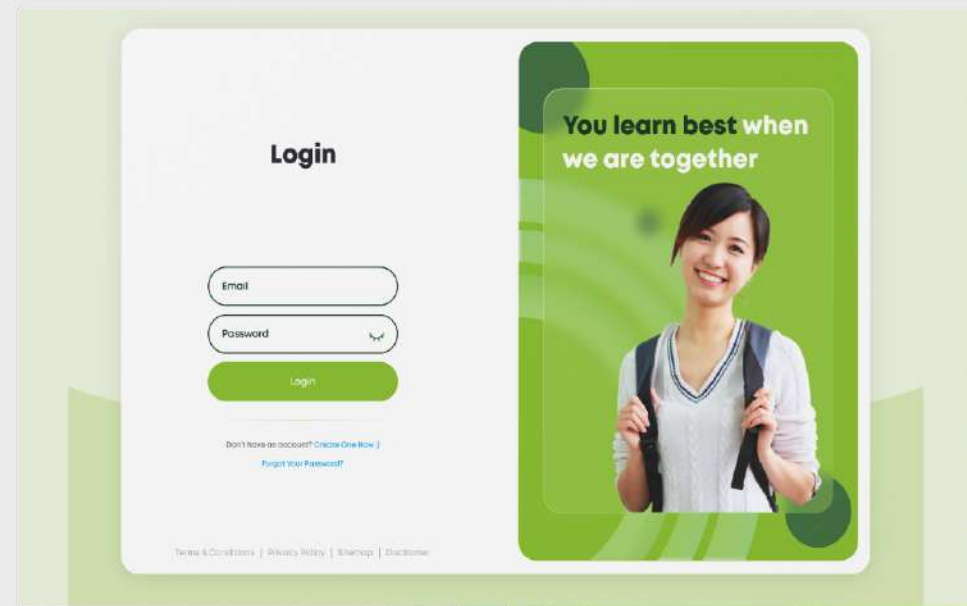 Login
Email
Password
Login
Don't have an account? Create One Now :)
Forgot Your Password?
Terms & Conditions | Privacy Policy | Sitemap | Disclaimer
You learn best when
we are together